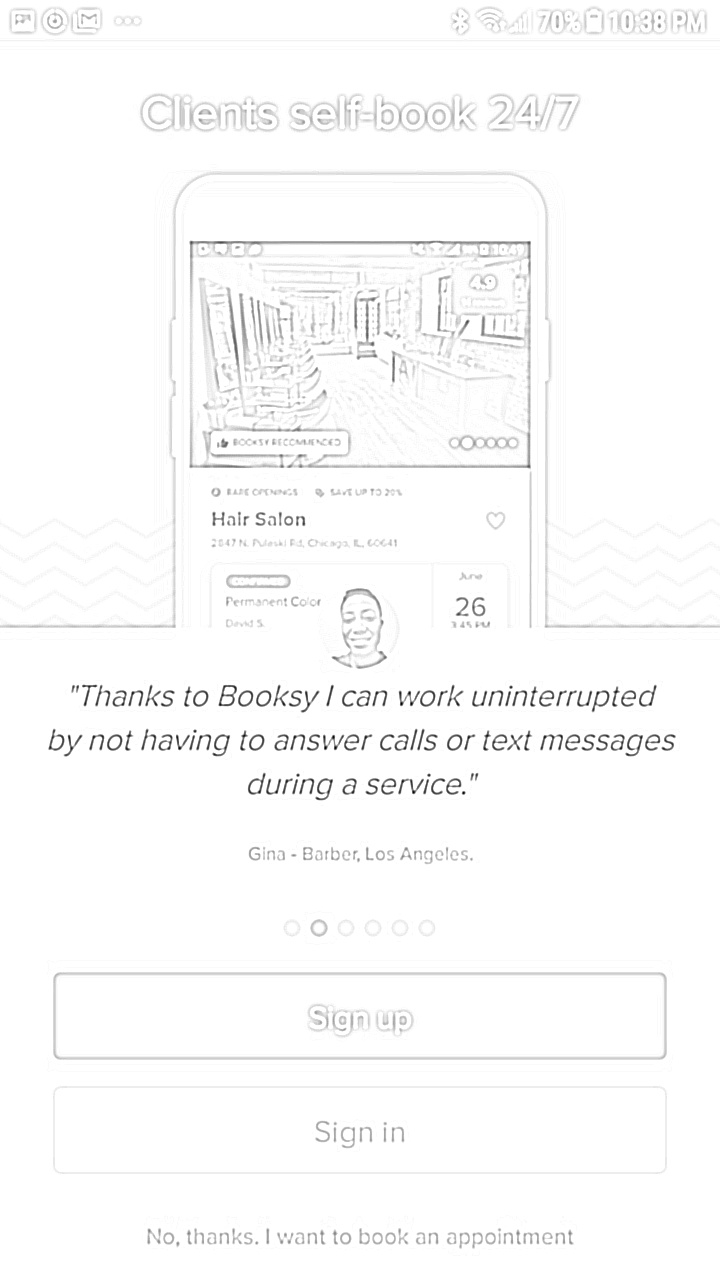 70% 10:38 PM
Clients self-book 24/7
4.9
BOOKSY RECOMMENDED
RARE OPENINGS SAVE UP TO 20%
Hair Salon
2047 N. Pulaski Rd, Chicago, IL, 60641
CONFIRMED
June
Permanent Color
26
David S.
3:45 PM
"Thanks to Booksy I can work uninterrupted
by not having to answer calls or text messages
during a service."
Gina - Barber, Los Angeles.
Sign up
Sign in
No, thanks. I want to book an appointment